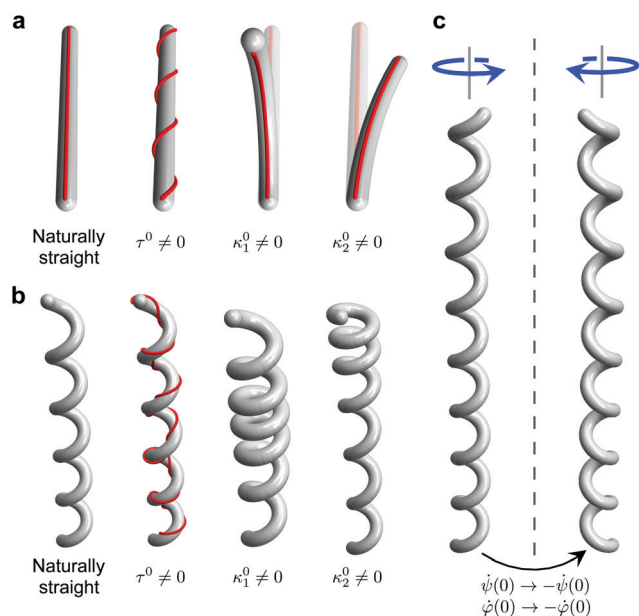 a
Naturally
straight
τ⁰ ≠ 0
κ₁⁰ ≠ 0
κ₂⁰ ≠ 0
b
Naturally
straight
τ⁰ ≠ 0
κ₁⁰ ≠ 0
κ₂⁰ ≠ 0
c
ψ̇(0) → −ψ̇(0)
φ̇(0) → −φ̇(0)